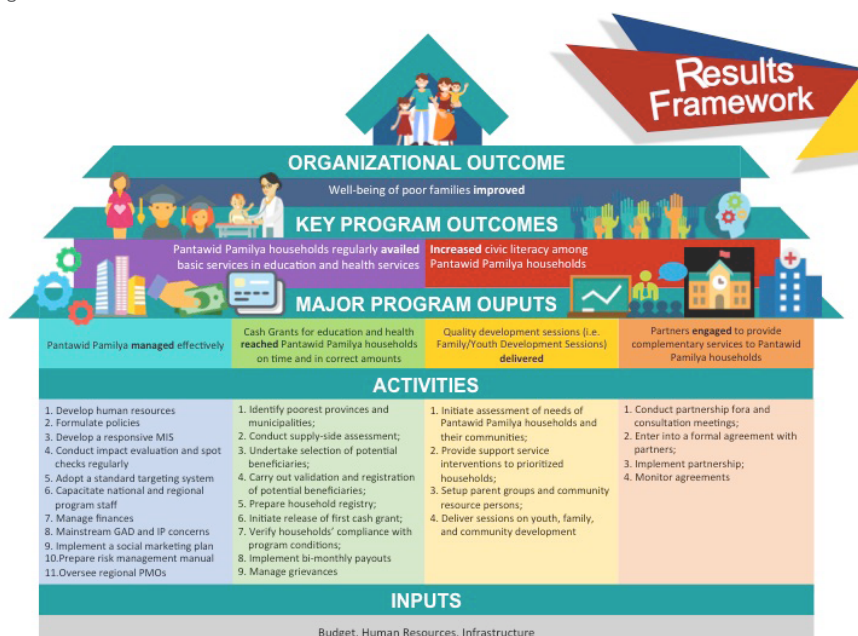 Results
Framework
ORGANIZATIONAL OUTCOME
Well-being of poor families improved
KEY PROGRAM OUTCOMES
Pantawid Pamilya households regularly availed
basic services in education and health services
Increased civic literacy among
Pantawid Pamilya households
MAJOR PROGRAM OUPUTS
Pantawid Pamilya managed effectively
Cash Grants for education and health
reached Pantawid Pamilya households
on time and in correct amounts
Quality development sessions (i.e.
Family/Youth Development Sessions)
delivered
Partners engaged to provide
complementary services to Pantawid
Pamilya households
ACTIVITIES
1. Develop human resources
2. Formulate policies
3. Develop a responsive MIS
4. Conduct impact evaluation and spot
checks regularly
5. Adopt a standard targeting system
6. Capacitate national and regional
program staff
7. Manage finances
8. Mainstream GAD and IP concerns
9. Implement a social marketing plan
10.Prepare risk management manual
11.Oversee regional PMOs
1. Identify poorest provinces and
municipalities;
2. Conduct supply-side assessment;
3. Undertake selection of potential
beneficiaries;
4. Carry out validation and registration
of potential beneficiaries;
5. Prepare household registry;
6. Initiate release of first cash grant;
7. Verify households' compliance with
program conditions;
8. Implement bi-monthly payouts
9. Manage grievances
1. Initiate assessment of needs of
Pantawid Pamilya households and
their communities;
2. Provide support service
interventions to prioritized
households;
3. Setup parent groups and community
resource persons;
4. Deliver sessions on youth, family,
and community development
1. Conduct partnership fora and
consultation meetings;
2. Enter into a formal agreement with
partners;
3. Implement partnership;
4. Monitor agreements
INPUTS
Budget, Human Resources, Infrastructure